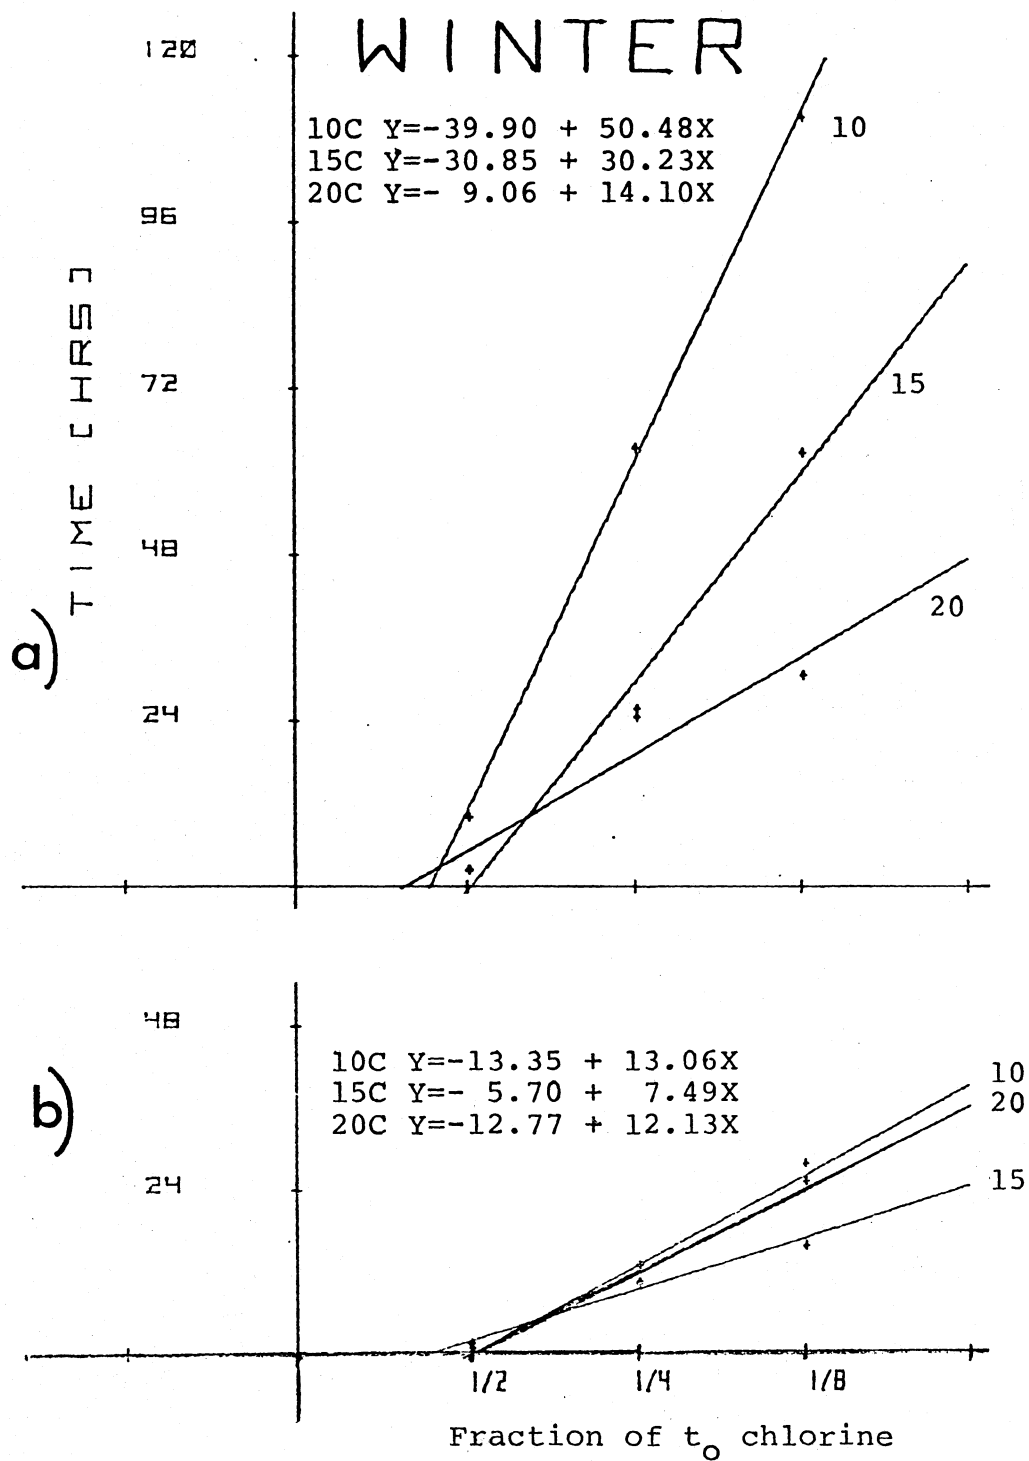 WINTER
120
10C Y=-39.90 + 50.48X
15C Y=-30.85 + 30.23X
20C Y=- 9.06 + 14.10X
10
96
TIME [HRS]
72
15
48
20
a)
24
48
10C Y=-13.35 + 13.06X
15C Y=- 5.70 + 7.49X
20C Y=-12.77 + 12.13X
10
20
b)
24
15
1/2 1/4 1/8
Fraction of to chlorine